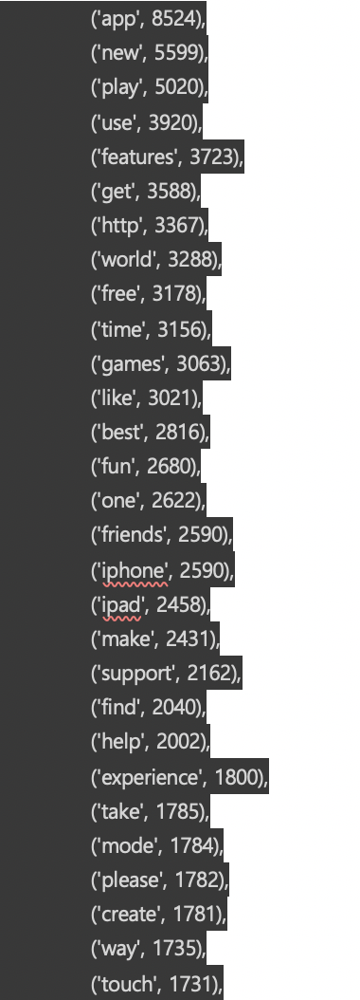 ('app', 8524),
('new', 5599),
('play', 5020),
('use', 3920),
('features', 3723),
('get', 3588),
('http', 3367),
('world', 3288),
('free', 3178),
('time', 3156),
('games', 3063),
('like', 3021),
('best', 2816),
('fun', 2680),
('one', 2622),
('friends', 2590),
('iphone', 2590),
('ipad', 2458),
('make', 2431),
('support', 2162),
('find', 2040),
('help', 2002),
('experience', 1800),
('take', 1785),
('mode', 1784),
('please', 1782),
('create', 1781),
('way', 1735),
('touch', 1731),